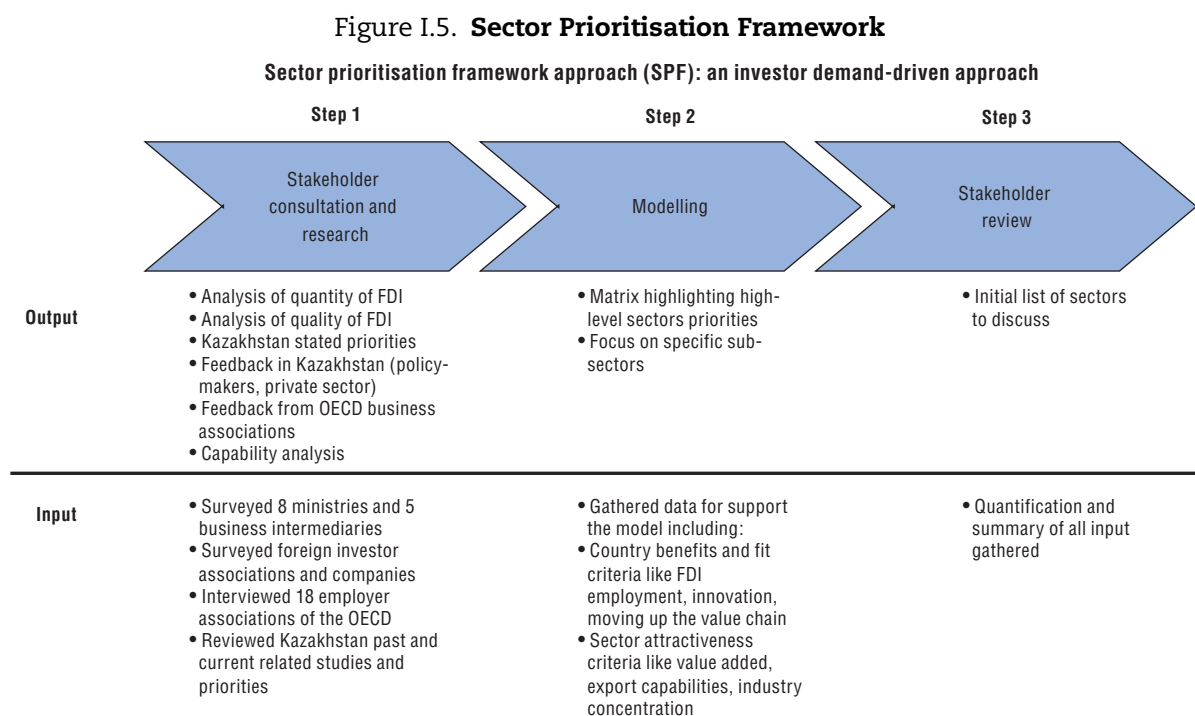 Figure I.5. Sector Prioritisation Framework
Sector prioritisation framework approach (SPF): an investor demand-driven approach
Step 1
Step 2
Step 3
Stakeholder
consultation and
research
Modelling
Stakeholder
review
Output
• Analysis of quantity of FDI
• Analysis of quality of FDI
• Kazakhstan stated priorities
• Feedback in Kazakhstan (policy-
makers, private sector)
• Feedback from OECD business
associations
• Capability analysis
• Matrix highlighting high-
level sectors priorities
• Focus on specific sub-
sectors
• Initial list of sectors
to discuss
Input
• Surveyed 8 ministries and 5
business intermediaries
• Surveyed foreign investor
associations and companies
• Interviewed 18 employer
associations of the OECD
• Reviewed Kazakhstan past and
current related studies and
priorities
• Gathered data for support
the model including:
• Country benefits and fit
criteria like FDI
employment, innovation,
moving up the value chain
• Sector attractiveness
criteria like value added,
export capabilities, industry
concentration
• Quantification and
summary of all input
gathered